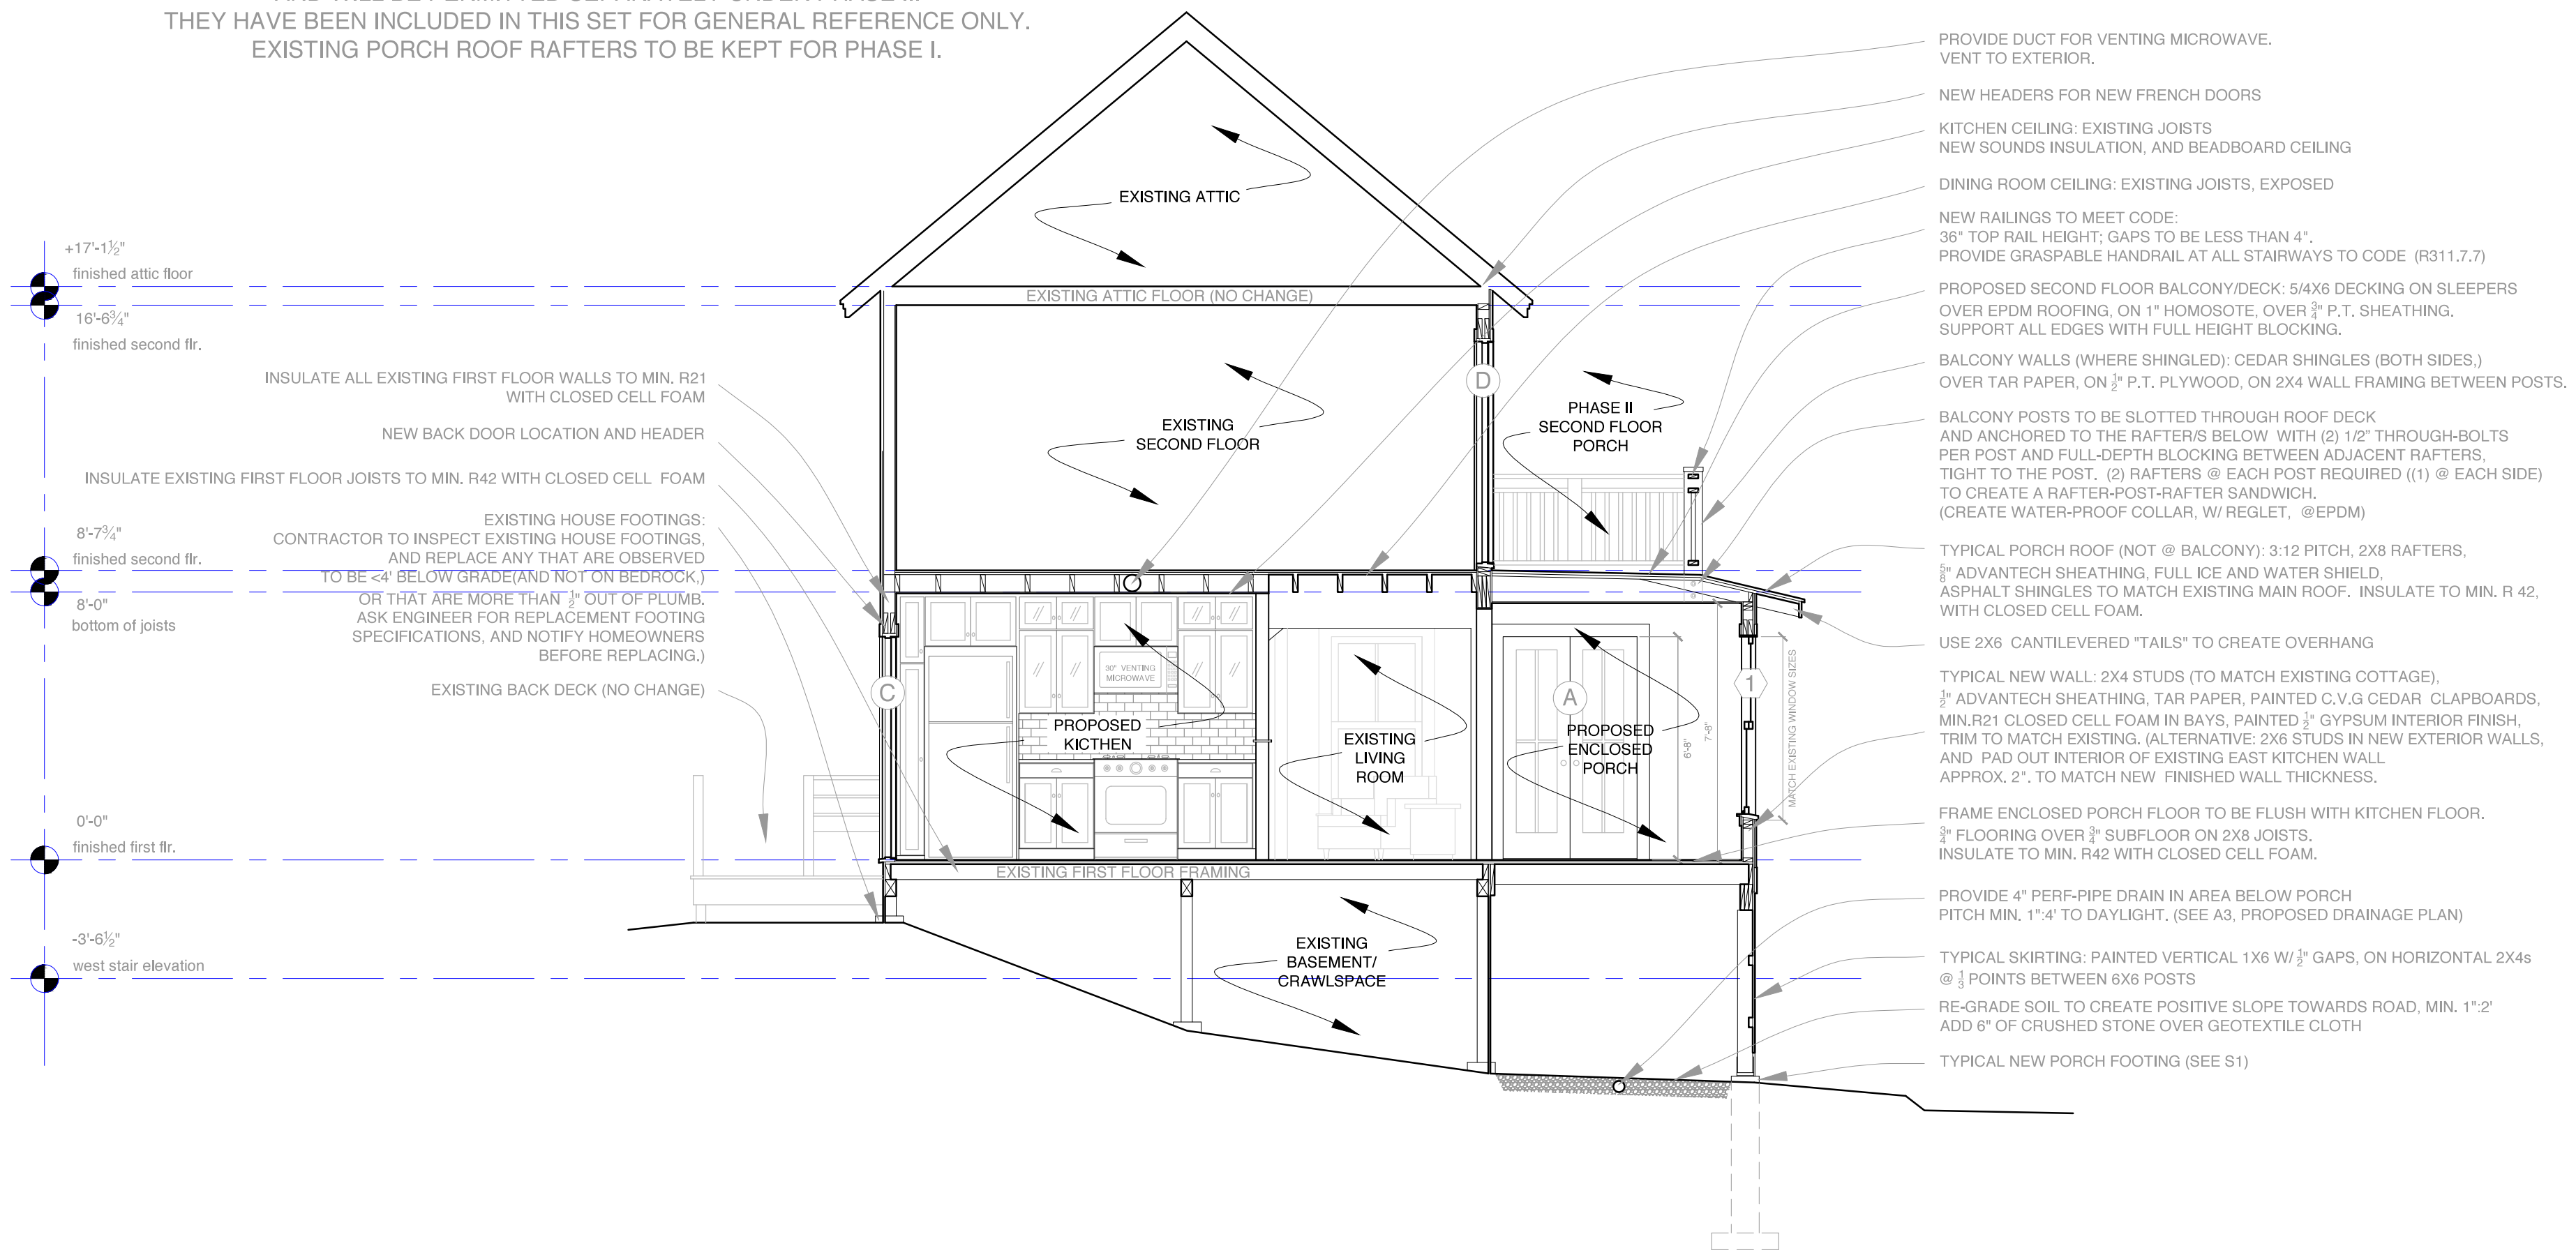 THEY HAVE BEEN INCLUDED IN THIS SET FOR GENERAL REFERENCE ONLY.
EXISTING PORCH ROOF RAFTERS TO BE KEPT FOR PHASE I.
+17'-1½"
finished attic floor
16'-6¾"
finished second flr.
8'-7¾"
finished second flr.
8'-0"
bottom of joists
0'-0"
finished first flr.
-3'-6½"
west stair elevation
INSULATE ALL EXISTING FIRST FLOOR WALLS TO MIN. R21
WITH CLOSED CELL FOAM
NEW BACK DOOR LOCATION AND HEADER
INSULATE EXISTING FIRST FLOOR JOISTS TO MIN. R42 WITH CLOSED CELL FOAM
EXISTING HOUSE FOOTINGS:
CONTRACTOR TO INSPECT EXISTING HOUSE FOOTINGS,
AND REPLACE ANY THAT ARE OBSERVED
TO BE <4' BELOW GRADE(AND NOT ON BEDROCK,)
OR THAT ARE MORE THAN ½" OUT OF PLUMB.
ASK ENGINEER FOR REPLACEMENT FOOTING
SPECIFICATIONS, AND NOTIFY HOMEOWNERS
BEFORE REPLACING.)
EXISTING BACK DECK (NO CHANGE)
EXISTING ATTIC
EXISTING ATTIC FLOOR (NO CHANGE)
EXISTING
SECOND FLOOR
D
PHASE II
SECOND FLOOR
PORCH
C
30" VENTING
MICROWAVE
PROPOSED
KICTHEN
EXISTING
LIVING
ROOM
A
PROPOSED
ENCLOSED
PORCH
6'-8"
7'-8"
1
MATCH EXISTING WINDOW SIZES
EXISTING FIRST FLOOR FRAMING
EXISTING
BASEMENT/
CRAWLSPACE
PROVIDE DUCT FOR VENTING MICROWAVE.
VENT TO EXTERIOR.
NEW HEADERS FOR NEW FRENCH DOORS
KITCHEN CEILING: EXISTING JOISTS
NEW SOUNDS INSULATION, AND BEADBOARD CEILING
DINING ROOM CEILING: EXISTING JOISTS, EXPOSED
NEW RAILINGS TO MEET CODE:
36" TOP RAIL HEIGHT; GAPS TO BE LESS THAN 4".
PROVIDE GRASPABLE HANDRAIL AT ALL STAIRWAYS TO CODE (R311.7.7)
PROPOSED SECOND FLOOR BALCONY/DECK: 5/4X6 DECKING ON SLEEPERS
OVER EPDM ROOFING, ON 1" HOMOSOTE, OVER ¾" P.T. SHEATHING.
SUPPORT ALL EDGES WITH FULL HEIGHT BLOCKING.
BALCONY WALLS (WHERE SHINGLED): CEDAR SHINGLES (BOTH SIDES,)
OVER TAR PAPER, ON ½" P.T. PLYWOOD, ON 2X4 WALL FRAMING BETWEEN POSTS.
BALCONY POSTS TO BE SLOTTED THROUGH ROOF DECK
AND ANCHORED TO THE RAFTER/S BELOW WITH (2) 1/2" THROUGH-BOLTS
PER POST AND FULL-DEPTH BLOCKING BETWEEN ADJACENT RAFTERS,
TIGHT TO THE POST. (2) RAFTERS @ EACH POST REQUIRED ((1) @ EACH SIDE)
TO CREATE A RAFTER-POST-RAFTER SANDWICH.
(CREATE WATER-PROOF COLLAR, W/ REGLET, @EPDM)
TYPICAL PORCH ROOF (NOT @ BALCONY): 3:12 PITCH, 2X8 RAFTERS,
⅝" ADVANTECH SHEATHING, FULL ICE AND WATER SHIELD,
ASPHALT SHINGLES TO MATCH EXISTING MAIN ROOF. INSULATE TO MIN. R 42,
WITH CLOSED CELL FOAM.
USE 2X6 CANTILEVERED "TAILS" TO CREATE OVERHANG
TYPICAL NEW WALL: 2X4 STUDS (TO MATCH EXISTING COTTAGE),
½" ADVANTECH SHEATHING, TAR PAPER, PAINTED C.V.G CEDAR CLAPBOARDS,
MIN.R21 CLOSED CELL FOAM IN BAYS, PAINTED ½" GYPSUM INTERIOR FINISH,
TRIM TO MATCH EXISTING. (ALTERNATIVE: 2X6 STUDS IN NEW EXTERIOR WALLS,
AND PAD OUT INTERIOR OF EXISTING EAST KITCHEN WALL
APPROX. 2". TO MATCH NEW FINISHED WALL THICKNESS.
FRAME ENCLOSED PORCH FLOOR TO BE FLUSH WITH KITCHEN FLOOR.
¾" FLOORING OVER ¾" SUBFLOOR ON 2X8 JOISTS.
INSULATE TO MIN. R42 WITH CLOSED CELL FOAM.
PROVIDE 4" PERF-PIPE DRAIN IN AREA BELOW PORCH
PITCH MIN. 1":4' TO DAYLIGHT. (SEE A3, PROPOSED DRAINAGE PLAN)
TYPICAL SKIRTING: PAINTED VERTICAL 1X6 W/ ½" GAPS, ON HORIZONTAL 2X4s
@ ⅓ POINTS BETWEEN 6X6 POSTS
RE-GRADE SOIL TO CREATE POSITIVE SLOPE TOWARDS ROAD, MIN. 1":2'
ADD 6" OF CRUSHED STONE OVER GEOTEXTILE CLOTH
TYPICAL NEW PORCH FOOTING (SEE S1)